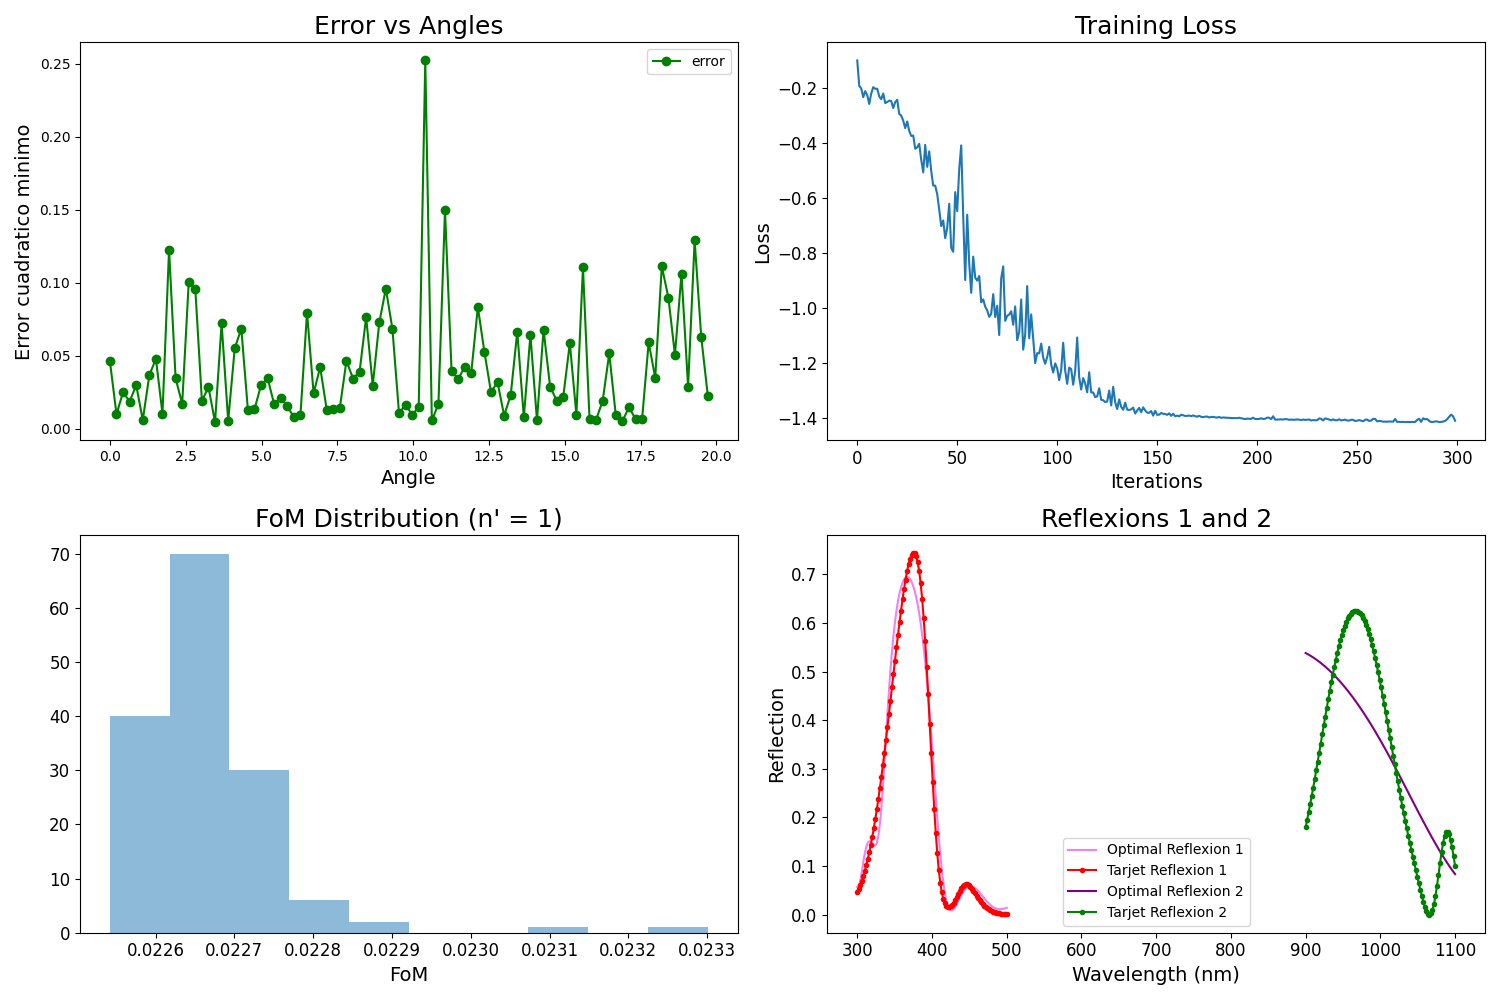 Error vs Angles
Error cuadratico minimo
0.25
0.20
0.15
0.10
0.05
0.00
error
0.0 2.5 5.0 7.5 10.0 12.5 15.0 17.5 20.0
Angle
Training Loss
Loss
−0.2
−0.4
−0.6
−0.8
−1.0
−1.2
−1.4
0 50 100 150 200 250 300
Iterations
FoM Distribution (n' = 1)
70
60
50
40
30
20
10
0
0.0226 0.0227 0.0228 0.0229 0.0230 0.0231 0.0232 0.0233
FoM
Reflexions 1 and 2
Reflection
0.7
0.6
0.5
0.4
0.3
0.2
0.1
0.0
Optimal Reflexion 1
Tarjet Reflexion 1
Optimal Reflexion 2
Tarjet Reflexion 2
300 400 500 600 700 800 900 1000 1100
Wavelength (nm)